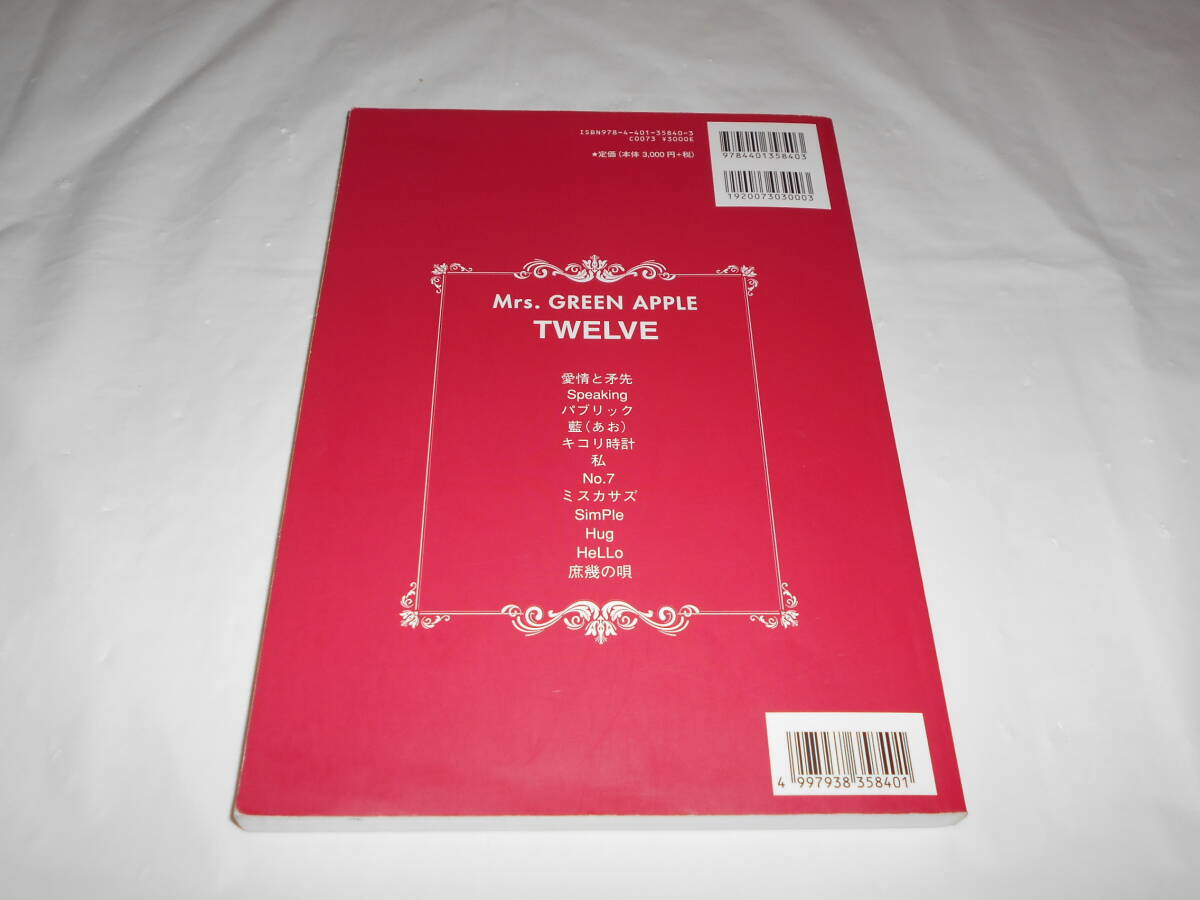 ISBN978-4-401-35840-3
C0073 ¥3000E
★定価(本体 3,000円+税)
9784401358403
1920073030003
Mrs. GREEN APPLE
TWELVE
愛情と矛先
Speaking
パブリック
藍(あお)
キコリ時計
私
No.7
ミスカサズ
SimPle
Hug
HeLLo
庶幾の唄
4 997938 358401